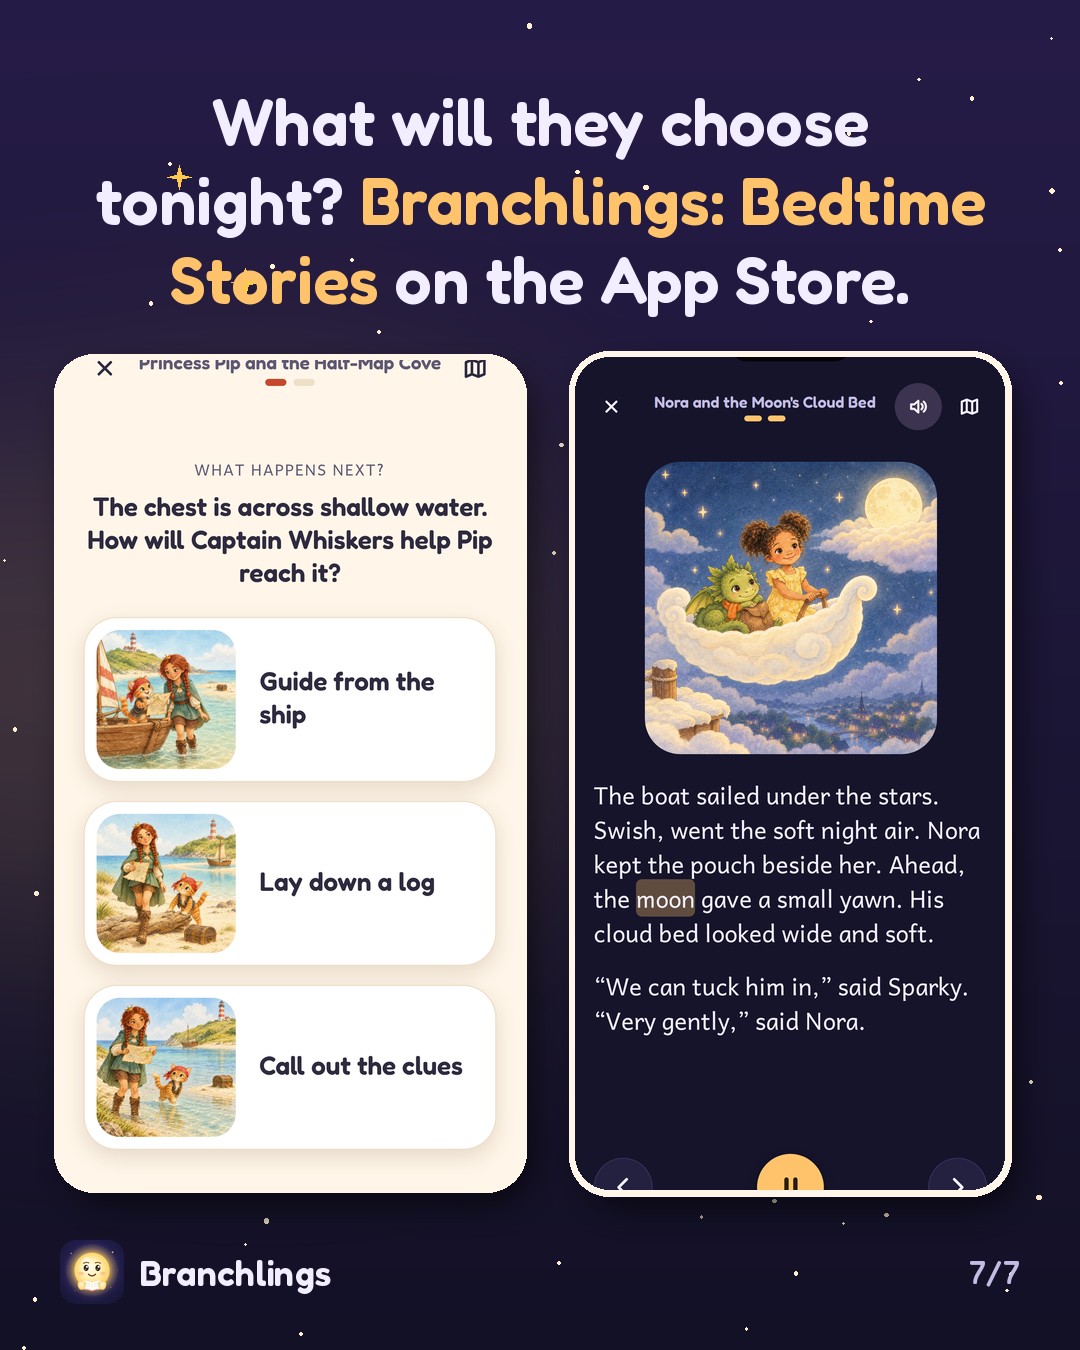 What will they choose
tonight? Branchlings: Bedtime
Stories on the App Store.
Princess Pip and the Half-Map Cove
WHAT HAPPENS NEXT?
The chest is across shallow water.
How will Captain Whiskers help Pip
reach it?
Guide from the
ship
Lay down a log
Call out the clues
Nora and the Moon's Cloud Bed
The boat sailed under the stars.
Swish, went the soft night air. Nora
kept the pouch beside her. Ahead,
the moon gave a small yawn. His
cloud bed looked wide and soft.
“We can tuck him in,” said Sparky.
“Very gently,” said Nora.
Branchlings
7/7